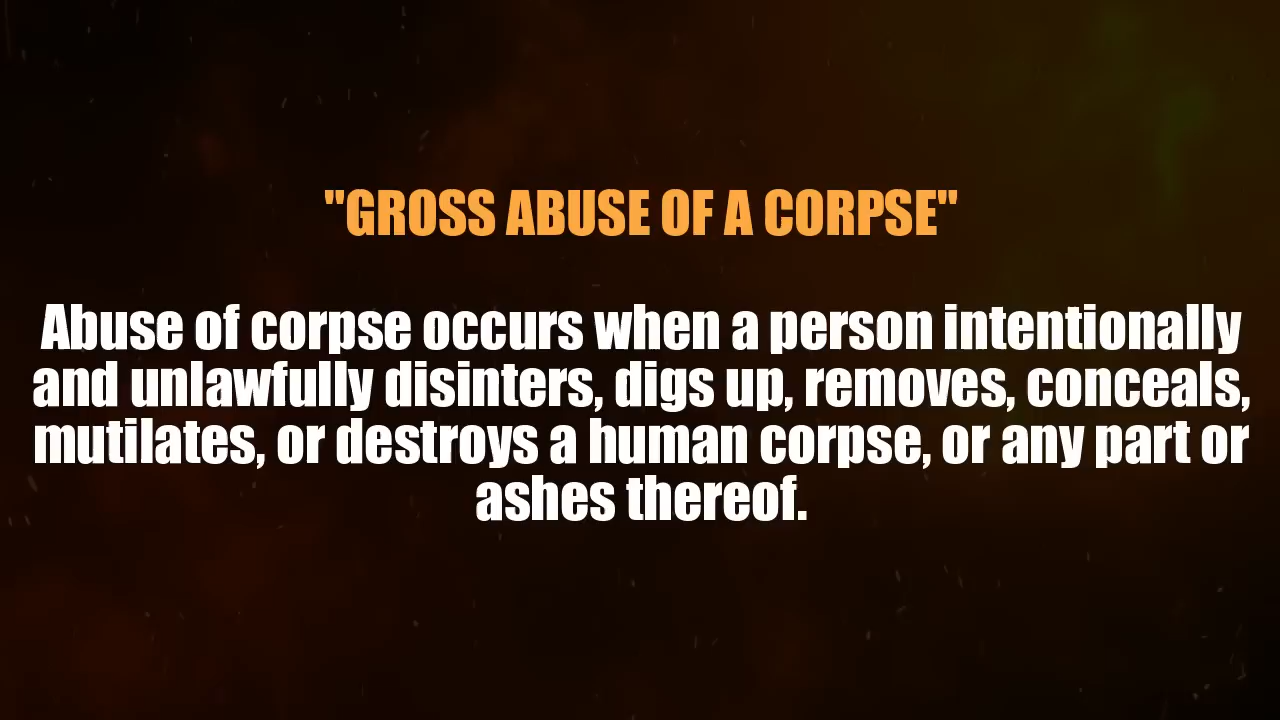 "GROSS ABUSE OF A CORPSE"
Abuse of corpse occurs when a person intentionally
and unlawfully disinters, digs up, removes, conceals,
mutilates, or destroys a human corpse, or any part or
ashes thereof.